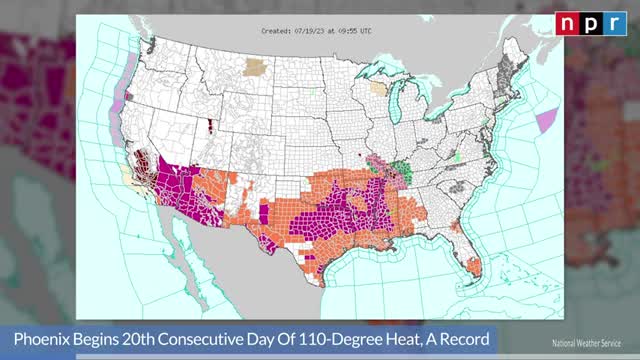 Created: 07/19/23 at 09:55 UTC
npr
Phoenix Begins 20th Consecutive Day Of 110-Degree Heat, A Record
National Weather Service